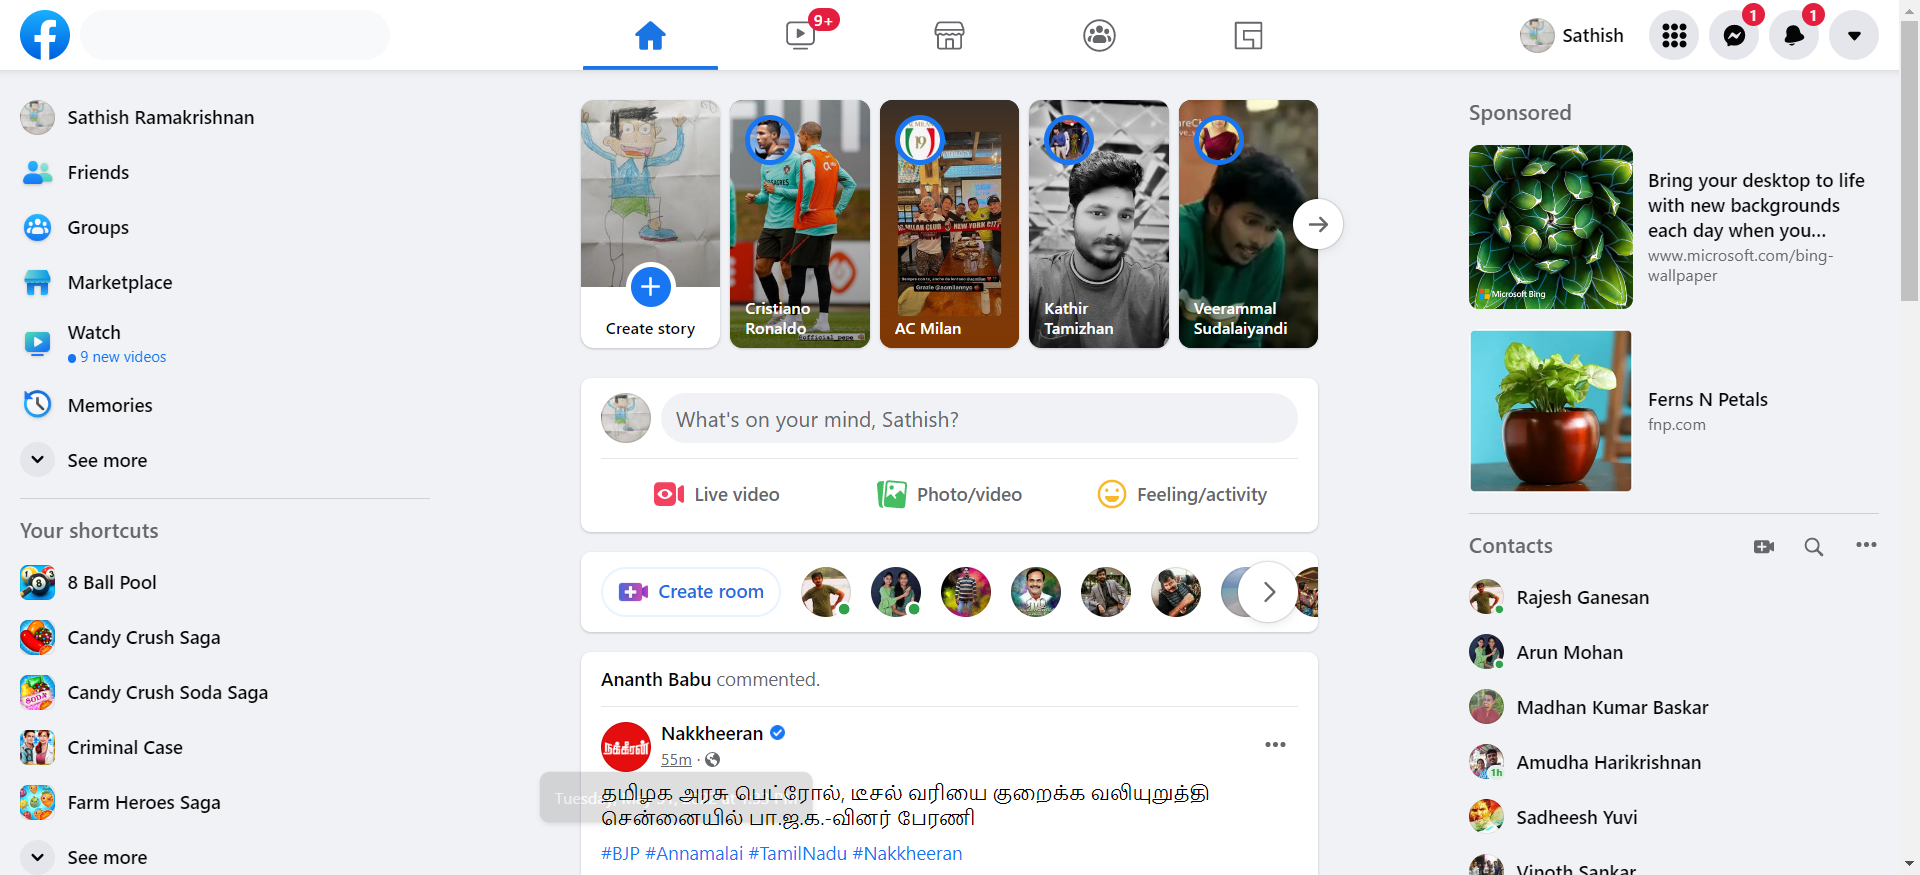 9+
Sathish
1
1
Sathish Ramakrishnan
Friends
Groups
Marketplace
Watch
9 new videos
Memories
See more
Your shortcuts
8 Ball Pool
Candy Crush Saga
Candy Crush Soda Saga
Criminal Case
Farm Heroes Saga
See more
Create story
Cristiano
Ronaldo
AC Milan
Kathir
Tamizhan
Veerammal
Sudalaiyandi
What's on your mind, Sathish?
Live video
Photo/video
Feeling/activity
Create room
Ananth Babu commented.
நக்கீரன்
Nakkheeran
55m ·
Tuesday
தமிழக அரசு பெட்ரோல், டீசல் வரியை குறைக்க வலியுறுத்தி
சென்னையில் பா.ஜ.க.-வினர் பேரணி
#BJP #Annamalai #TamilNadu #Nakkheeran
Sponsored
Microsoft Bing
Bring your desktop to life
with new backgrounds
each day when you...
www.microsoft.com/bing-
wallpaper
Ferns N Petals
fnp.com
Contacts
Rajesh Ganesan
Arun Mohan
Madhan Kumar Baskar
Amudha Harikrishnan
1h
Sadheesh Yuvi
Vinoth Sankar